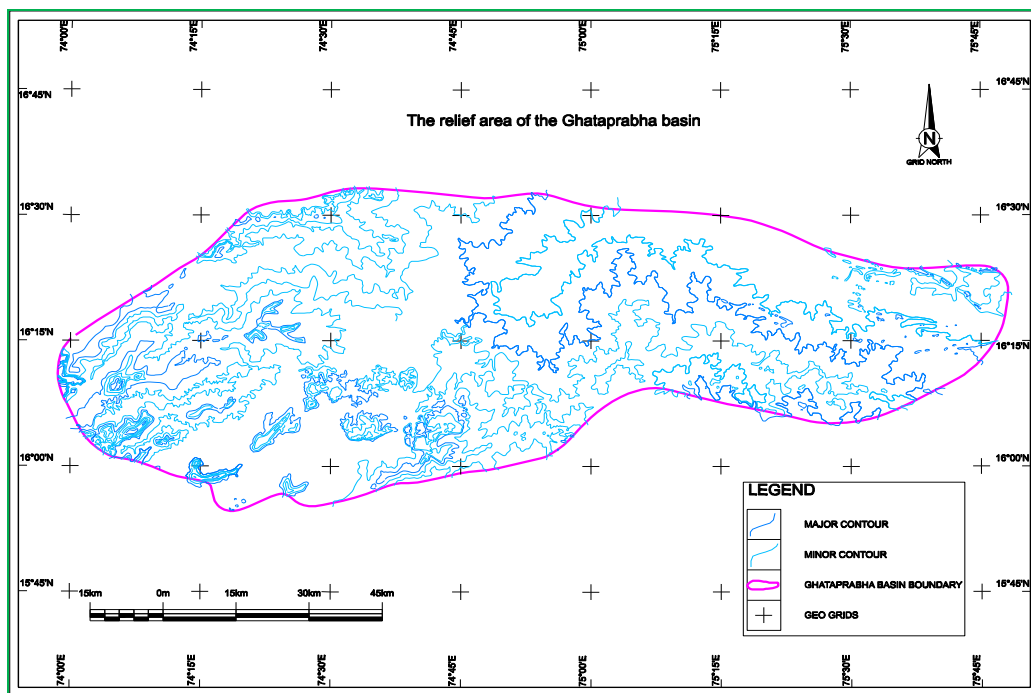 74°00'E 74°15'E 74°30'E 74°45'E 75°00'E 75°15'E 75°30'E 75°45'E
16°45'N 16°45'N
The relief area of the Ghataprabha basin
N
GRID NORTH
16°30'N 16°30'N
16°15'N 16°15'N
16°00'N 16°00'N
LEGEND
MAJOR CONTOUR
MINOR CONTOUR
GHATAPRABHA BASIN BOUNDARY
GEO GRIDS
15°45'N 15°45'N
15km 0m 15km 30km 45km
74°00'E 74°15'E 74°30'E 74°45'E 75°00'E 75°15'E 75°30'E 75°45'E